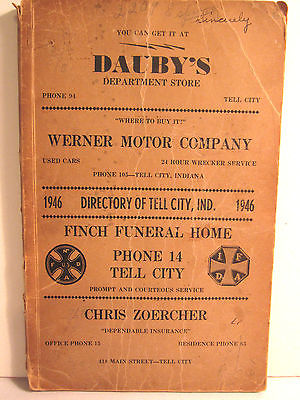 Sincerely
YOU CAN GET IT AT
DAUBY'S
DEPARTMENT STORE
PHONE 94 TELL CITY
"WHERE TO BUY IT!"
WERNER MOTOR COMPANY
USED CARS 24 HOUR WRECKER SERVICE
PHONE 105—TELL CITY, INDIANA
1946 DIRECTORY OF TELL CITY, IND. 1946
FINCH FUNERAL HOME
PHONE 14
TELL CITY
PROMPT AND COURTEOUS SERVICE
CHRIS ZOERCHER
"DEPENDABLE INSURANCE"
OFFICE PHONE 15 RESIDENCE PHONE 85
418 MAIN STREET—TELL CITY